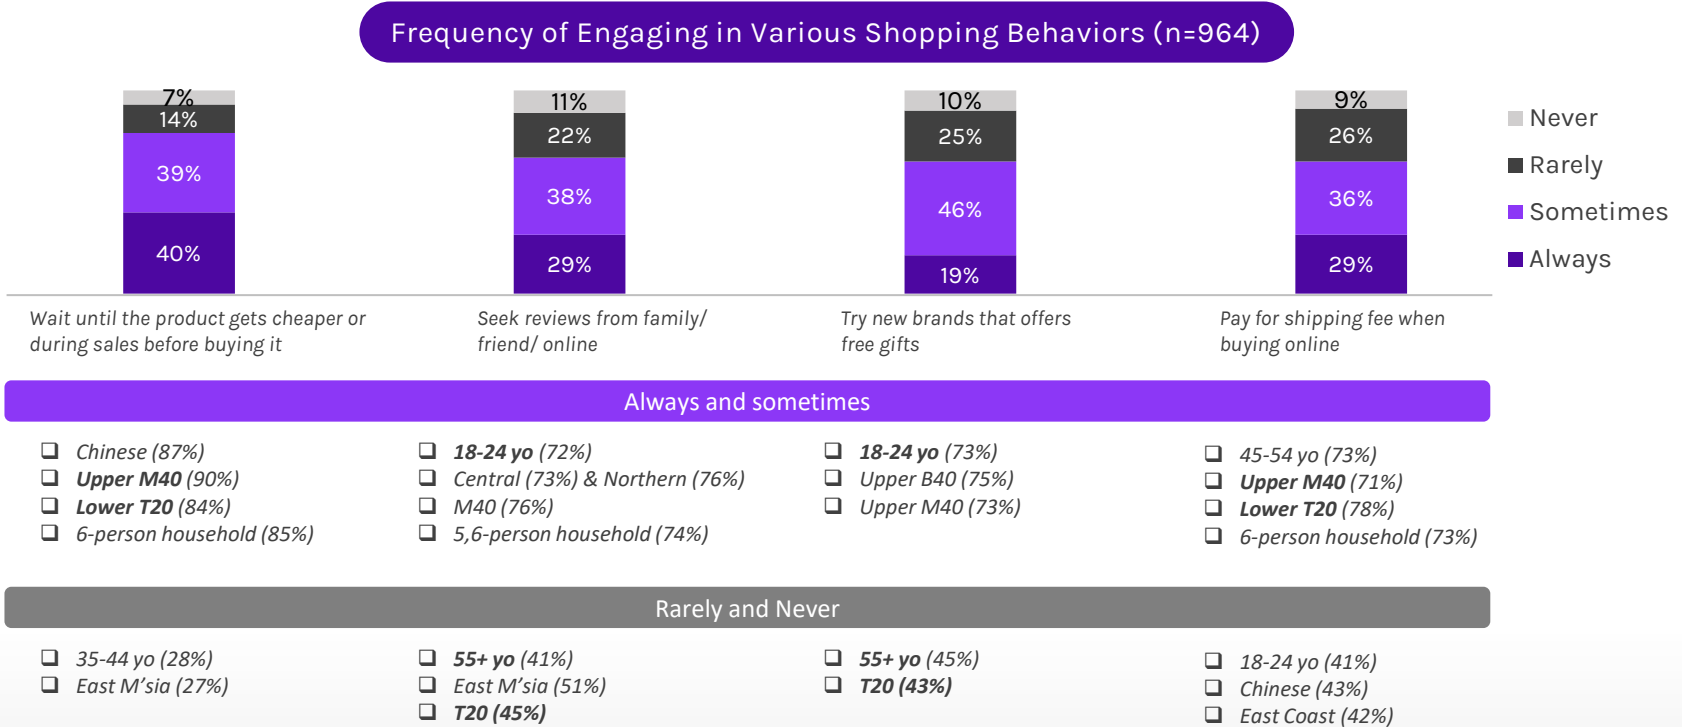 Frequency of Engaging in Various Shopping Behaviors (n=964)
7%
14%
39%
40%
11%
22%
38%
29%
10%
25%
46%
19%
9%
26%
36%
29%
Never
Rarely
Sometimes
Always
Wait until the product gets cheaper or
during sales before buying it
Seek reviews from family/
friend/ online
Try new brands that offers
free gifts
Pay for shipping fee when
buying online
Always and sometimes
Chinese (87%)
Upper M40 (90%)
Lower T20 (84%)
6-person household (85%)
18-24 yo (72%)
Central (73%) & Northern (76%)
M40 (76%)
5,6-person household (74%)
18-24 yo (73%)
Upper B40 (75%)
Upper M40 (73%)
45-54 yo (73%)
Upper M40 (71%)
Lower T20 (78%)
6-person household (73%)
Rarely and Never
35-44 yo (28%)
East M’sia (27%)
55+ yo (41%)
East M’sia (51%)
T20 (45%)
55+ yo (45%)
T20 (43%)
18-24 yo (41%)
Chinese (43%)
East Coast (42%)